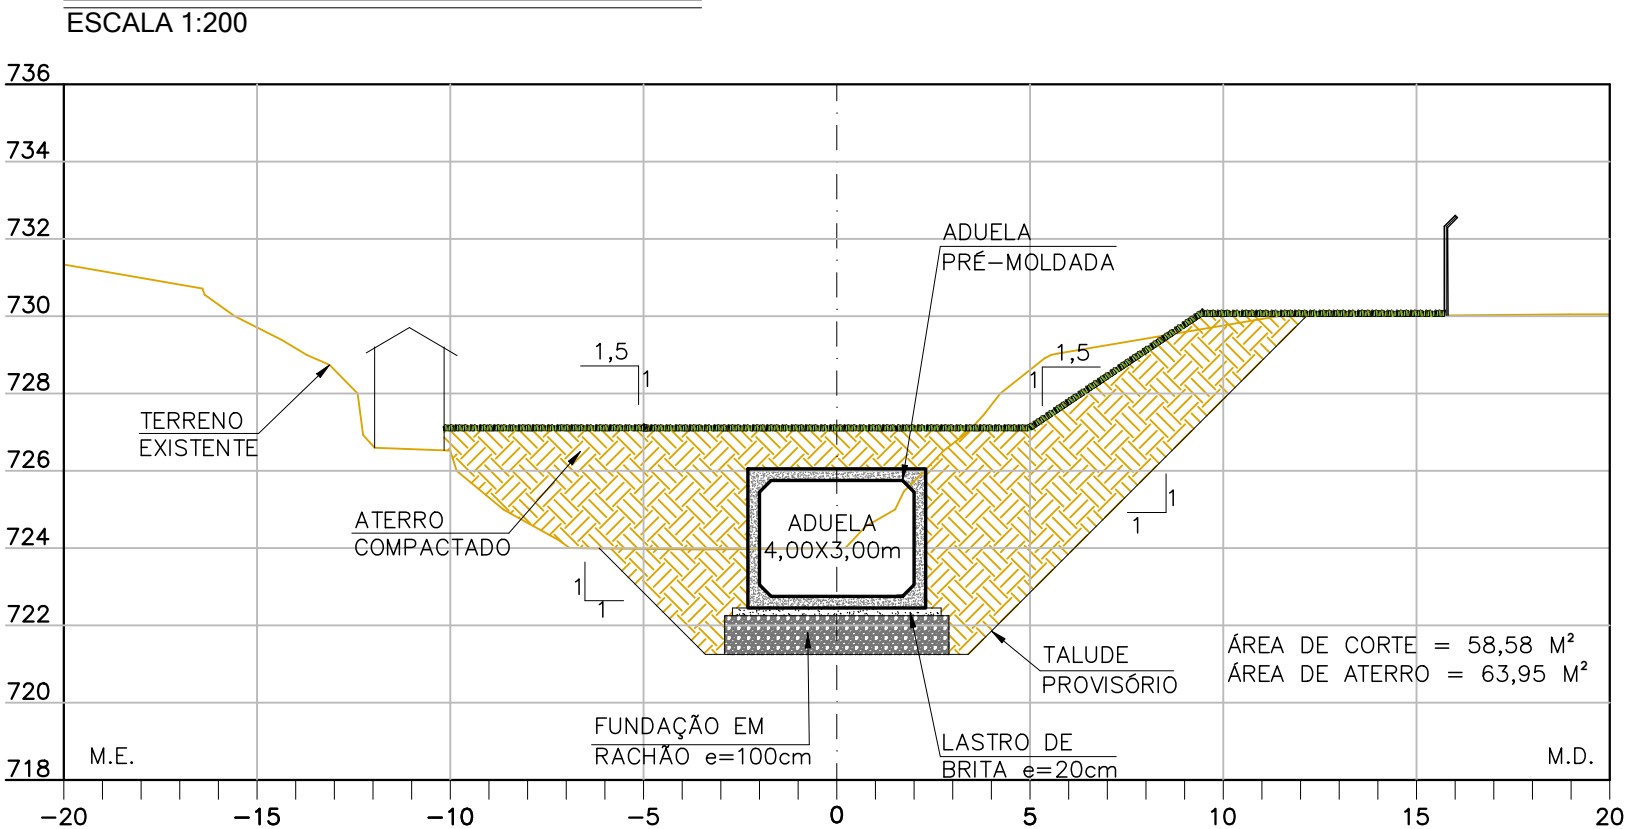 ESCALA 1:200
736
734
732
730
728
726
724
722
720
718
ADUELA
PRÉ-MOLDADA
1,5
1
1,5
1
TERRENO
EXISTENTE
ATERRO
COMPACTADO
ADUELA
4,00X3,00m
1
1
1
1
TALUDE
PROVISÓRIO
ÁREA DE CORTE = 58,58 M²
ÁREA DE ATERRO = 63,95 M²
FUNDAÇÃO EM
RACHÃO e=100cm
LASTRO DE
BRITA e=20cm
M.E.
M.D.
-20 -15 -10 -5 0 5 10 15 20